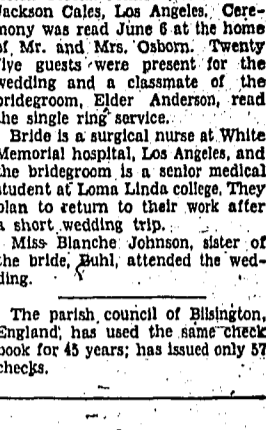 Jackson Cales, Los Angeles. Cere-
mony was read June 6 at the home
of Mr. and Mrs. Osborn. Twenty
five guests were present for the
wedding and a classmate of the
bridegroom, Elder Anderson, read
the single ring service.
Bride is a surgical nurse at White
Memorial hospital, Los Angeles, and
the bridegroom is a senior medical
student at Loma Linda college. They
plan to return to their work after
a short wedding trip.
Miss Blanche Johnson, sister of
the bride, Buhl, attended the wed-
ding.
The parish council of Bilsington,
England, has used the same check
book for 45 years; has issued only 57
checks.